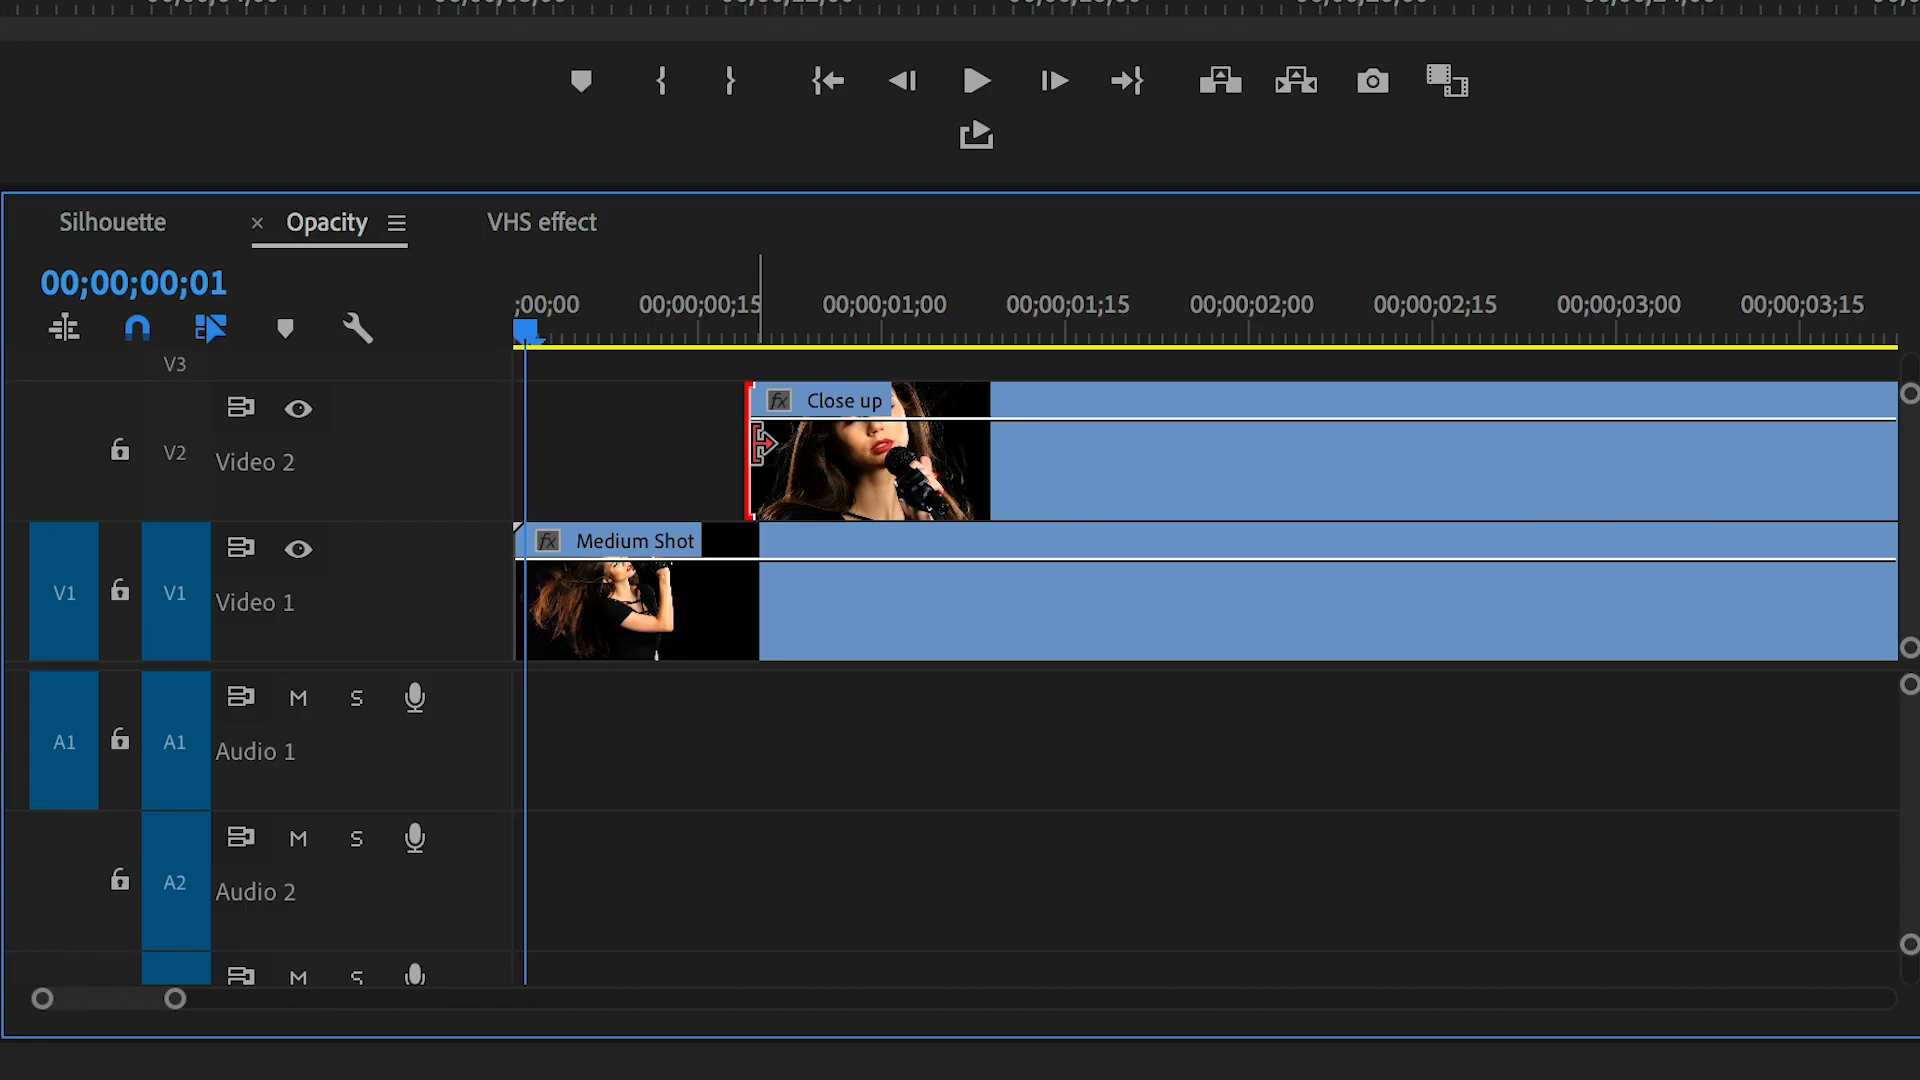 Silhouette × Opacity VHS effect
00;00;00;01
;00;00 00;00;00;15 00;00;01;00 00;00;01;15 00;00;02;00 00;00;02;15 00;00;03;00 00;00;03;15
V3
fx Close up
V2 Video 2
fx Medium Shot
V1 V1 Video 1
M S
A1 A1 Audio 1
M S
A2 Audio 2
M S